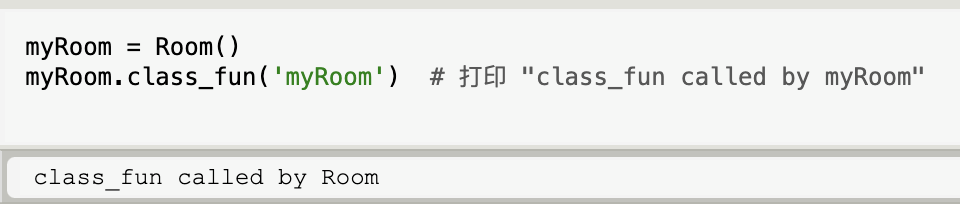 myRoom = Room()
myRoom.class_fun('myRoom')  # 打印 "class_fun called by myRoom"
class_fun called by Room